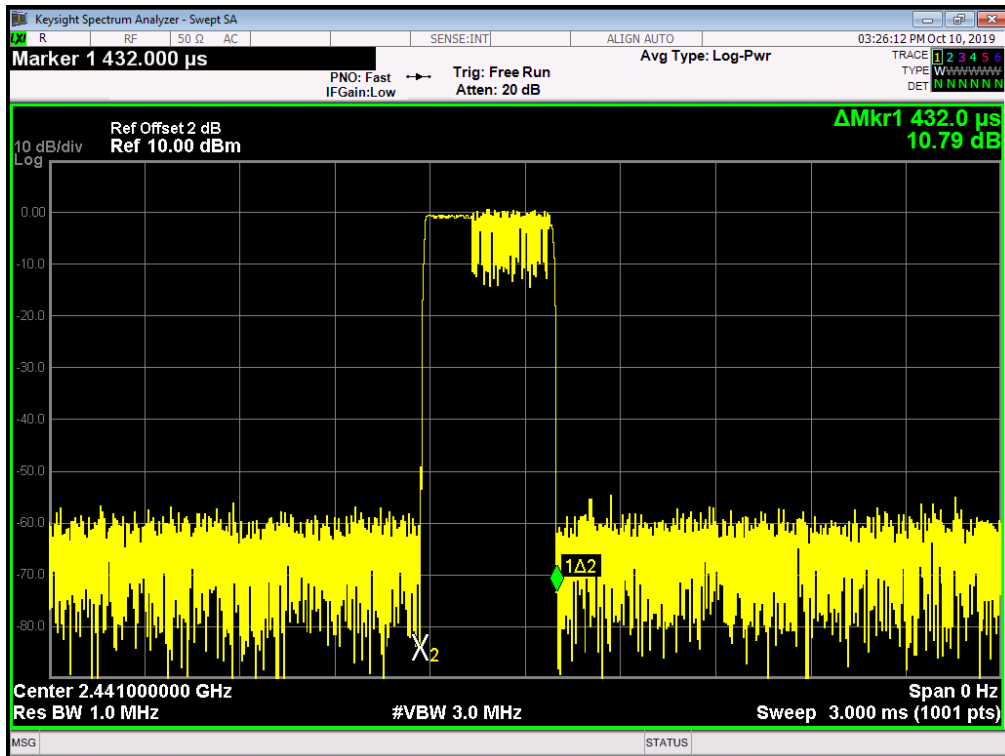 Keysight Spectrum Analyzer - Swept SA
LXI R RF 50 Ω AC SENSE:INT ALIGN AUTO 03:26:12 PM Oct 10, 2019
Marker 1 432.000 µs
PNO: Fast
IFGain:Low
Trig: Free Run
Atten: 20 dB
Avg Type: Log-Pwr
TRACE 1 2 3 4 5 6
TYPE WWWWWW
DET N N N N N N
ΔMkr1 432.0 µs
10.79 dB
Ref Offset 2 dB
10 dB/div Ref 10.00 dBm
Log
0.00
-10.0
-20.0
-30.0
-40.0
-50.0
-60.0
-70.0
-80.0
1Δ2
X2
Center 2.441000000 GHz Span 0 Hz
Res BW 1.0 MHz #VBW 3.0 MHz Sweep 3.000 ms (1001 pts)
MSG STATUS